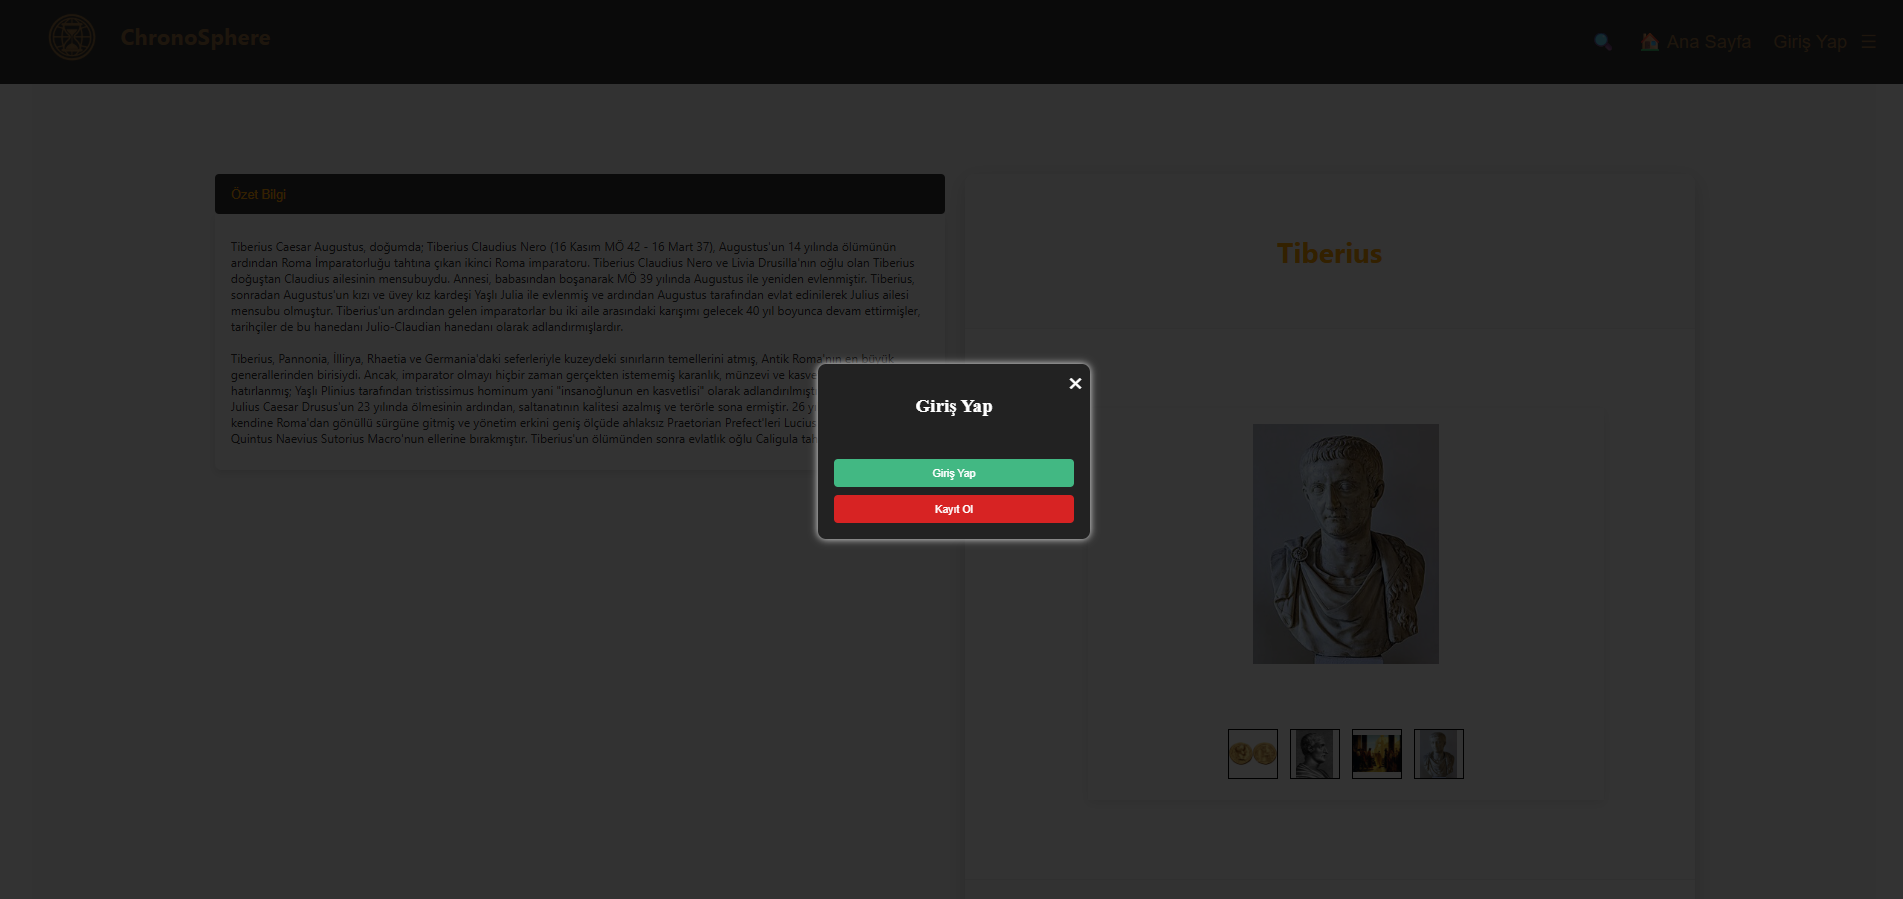 ChronoSphere
Ana Sayfa
Giriş Yap
Özet Bilgi
Tiberius Caesar Augustus, doğumda; Tiberius Claudius Nero (16 Kasım MÖ 42 - 16 Mart 37), Augustus'un 14 yılında ölümünün
ardından Roma İmparatorluğu tahtına çıkan ikinci Roma imparatoru. Tiberius Claudius Nero ve Livia Drusilla'nın oğlu olan Tiberius
doğuştan Claudius ailesinin mensubuydu. Annesi, babasından boşanarak MÖ 39 yılında Augustus ile yeniden evlenmiştir. Tiberius,
sonradan Augustus'un kızı ve üvey kız kardeşi Yaşlı Julia ile evlenmiş ve ardından Augustus tarafından evlat edinilerek Julius ailesi
mensubu olmuştur. Tiberius'un ardından gelen imparatorlar bu iki aile arasındaki karışımı gelecek 40 yıl boyunca devam ettirmişler,
tarihçiler de bu hanedanı Julio-Claudian hanedanı olarak adlandırmışlardır.
Tiberius, Pannonia, İllirya, Rhaetia ve Germania'daki seferleriyle kuzeydeki sınırların temellerini atmış, Antik Roma'nın en büyük
generallerinden birisiydi. Ancak, imparator olmayı hiçbir zaman gerçekten istememiş karanlık, münzevi ve kasve
hatırlanmış; Yaşlı Plinius tarafından tristissimus hominum yani "insanoğlunun en kasvetlisi" olarak adlandırılmıştı
Julius Caesar Drusus'un 23 yılında ölmesinin ardından, saltanatının kalitesi azalmış ve terörle sona ermiştir. 26 yı
kendine Roma'dan gönüllü sürgüne gitmiş ve yönetim erkini geniş ölçüde ahlaksız Praetorian Prefect'leri Lucius
Quintus Naevius Sutorius Macro'nun ellerine bırakmıştır. Tiberius'un ölümünden sonra evlatlık oğlu Caligula tah
Tiberius
Giriş Yap
Giriş Yap
Kayıt Ol